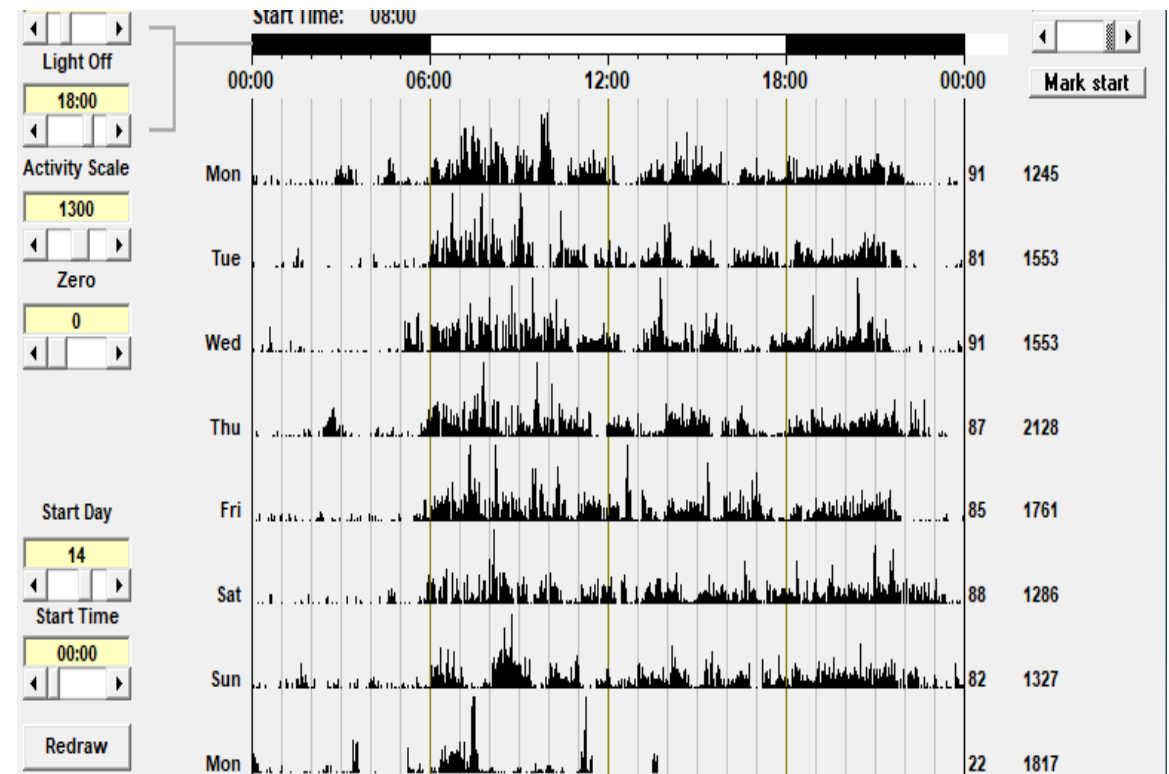 Start Time: 08:00
Light Off
18:00
Activity Scale
1300
Zero
0
Start Day
14
Start Time
00:00
Redraw
Mark start
00:00 06:00 12:00 18:00 00:00
Mon 91 1245
Tue 81 1553
Wed 91 1553
Thu 87 2128
Fri 85 1761
Sat 88 1286
Sun 82 1327
Mon 22 1817